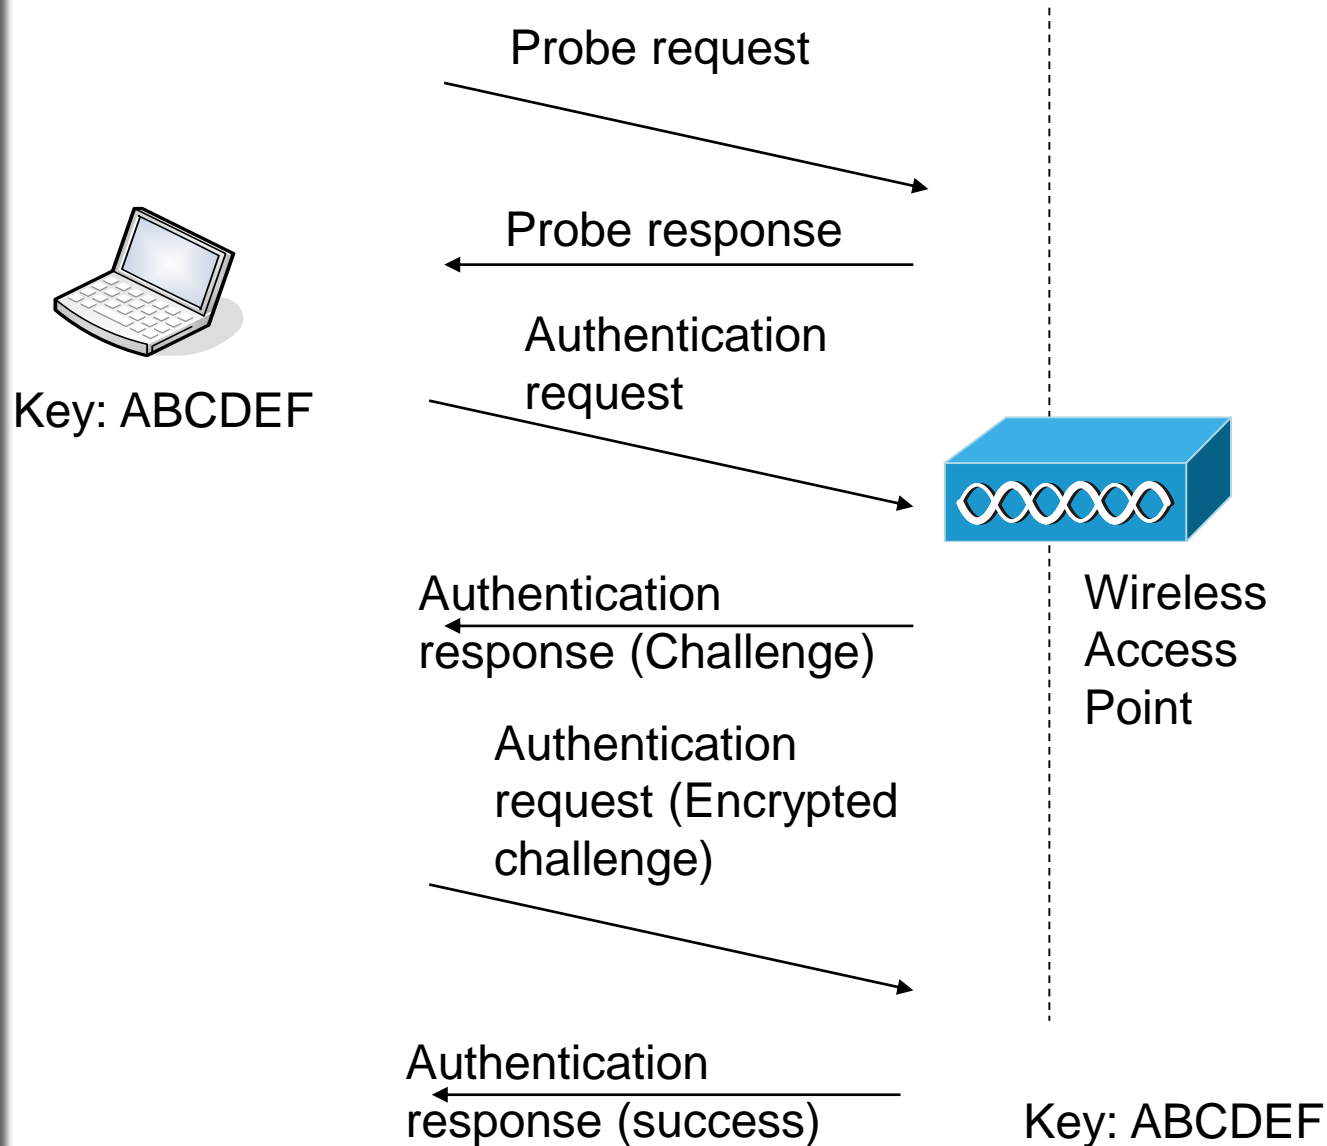 Probe request
Probe response
Authentication
request
Key: ABCDEF
Authentication
response (Challenge)
Wireless
Access
Point
Authentication
request (Encrypted
challenge)
Authentication
response (success)
Key: ABCDEF